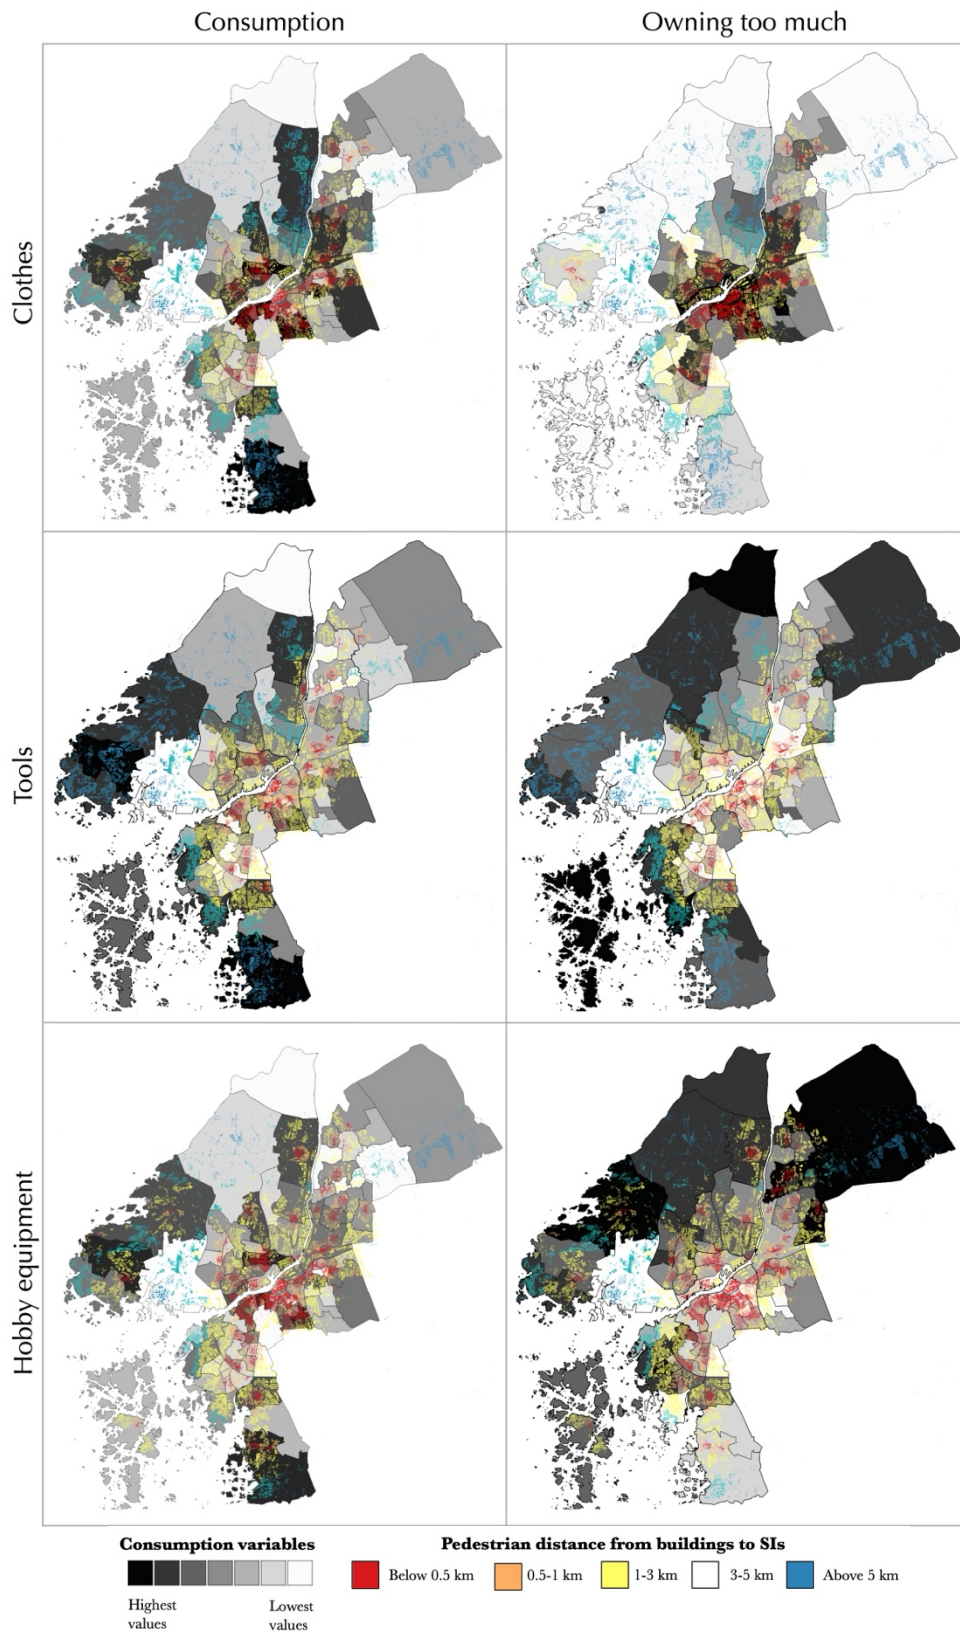 Consumption
Owning too much
Clothes
Tools
Hobby equipment
Consumption variables
Highest values
Lowest values
Pedestrian distance from buildings to SIs
Below 0.5 km
0.5-1 km
1-3 km
3-5 km
Above 5 km